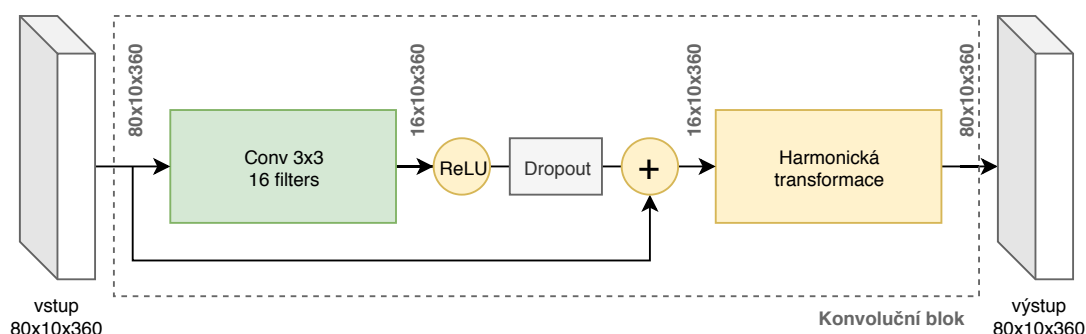 80x10x360
16x10x360
16x10x360
80x10x360
Conv 3x3
16 filters
ReLU
Dropout
+
Harmonická
transformace
vstup
80x10x360
Konvoluční blok
výstup
80x10x360